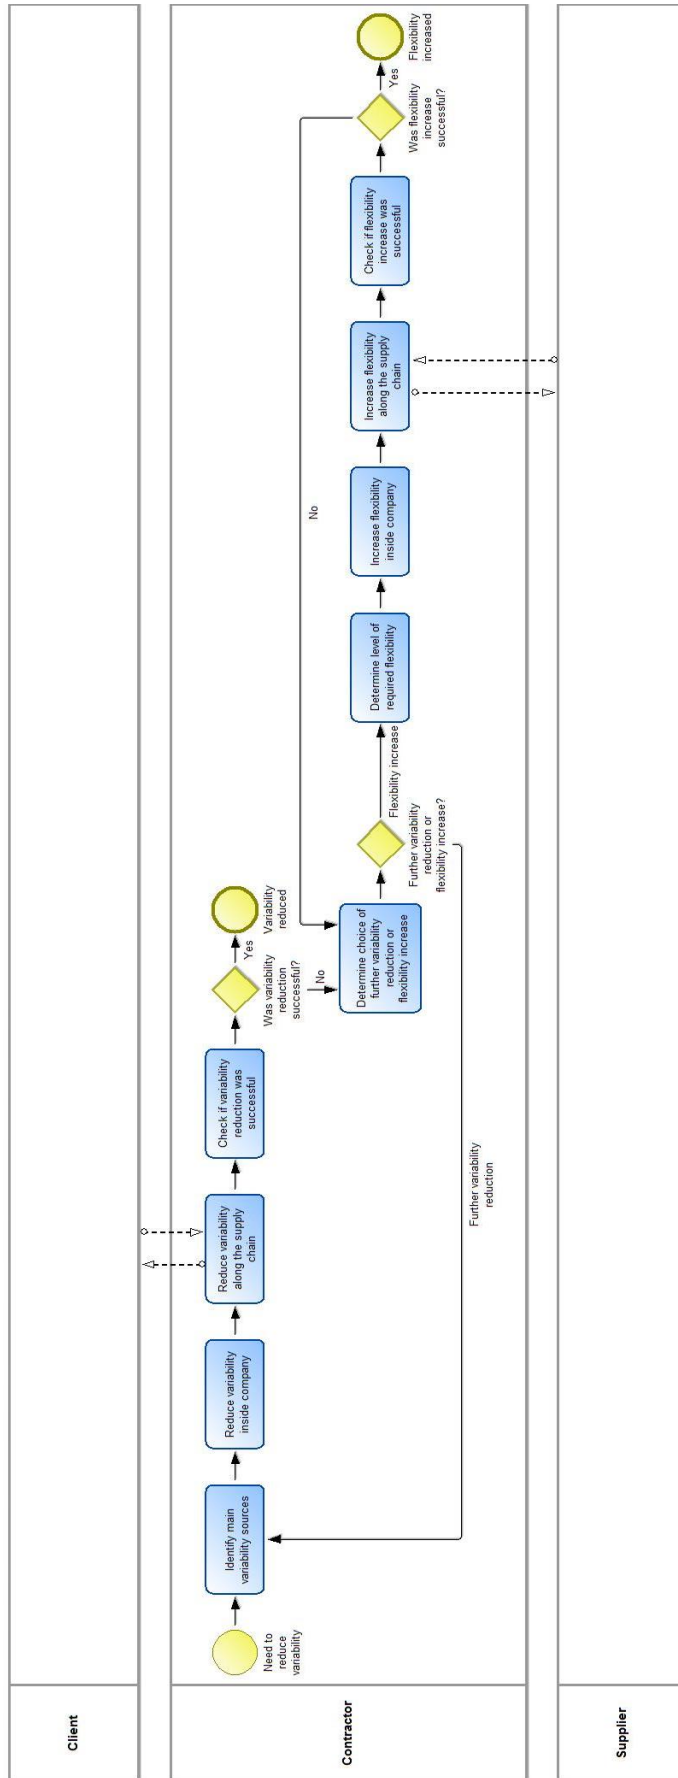 Client
Contractor
Supplier
Need to
reduce
variability
Identify main
variability sources
Reduce variability
inside company
Reduce variability
along the supply
chain
Check if variability
reduction was
successful
Was variability
reduction
successful?
Yes
Variability
reduced
No
Determine choice of
further variability
reduction or
flexibility increase
Further variability
reduction or
flexibility increase?
Further variability
reduction
Flexibility increase
Determine level of
required flexibility
Increase flexibility
inside company
Increase flexibility
along the supply
chain
Check if flexibility
increase was
successful
Was flexibility
increase
successful?
No
Yes
Flexibility
increased